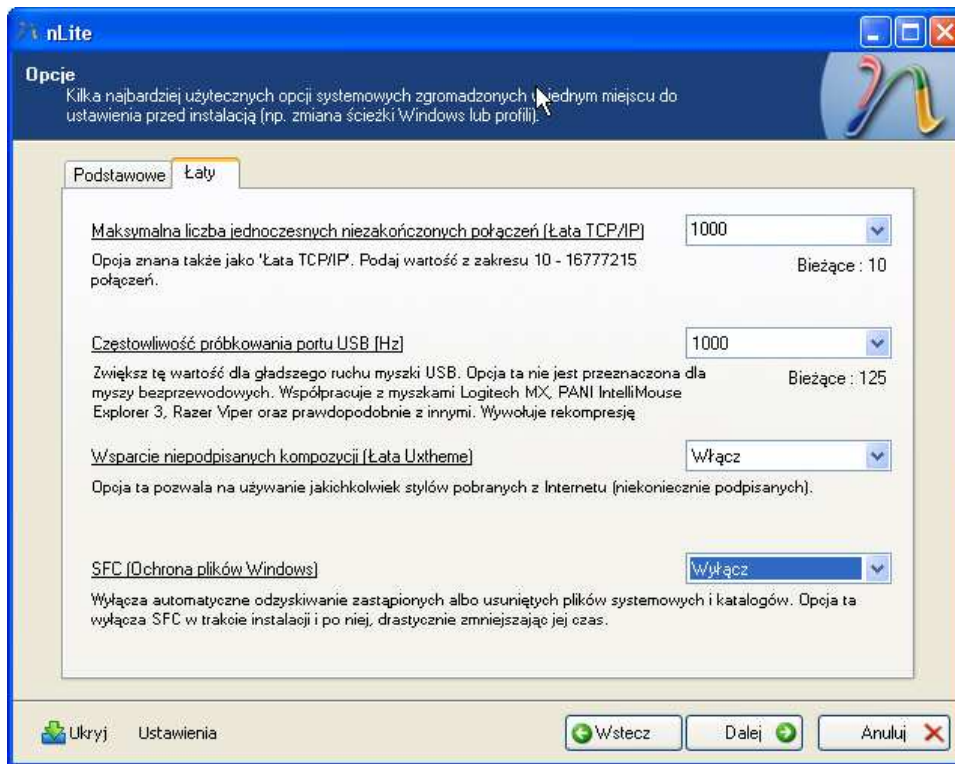 nLite
Opcje
Kilka najbardziej użytecznych opcji systemowych zgromadzonych w jednym miejscu do
ustawienia przed instalacją (np. zmiana ścieżki Windows lub profili).
Podstawowe
Łaty
Maksymalna liczba jednoczesnych niezakończonych połączeń (Łata TCP/IP)
1000
Opcja znana także jako 'Łata TCP/IP'. Podaj wartość z zakresu 10 - 16777215
połączeń.
Bieżące : 10
Częstowliwość próbkowania portu USB [Hz]
1000
Zwiększ tę wartość dla gładszego ruchu myszki USB. Opcja ta nie jest przeznaczona dla
myszy bezprzewodowych. Współpracuje z myszkami Logitech MX, PANI IntelliMouse
Explorer 3, Razer Viper oraz prawdopodobnie z innymi. Wywołuje rekompresję
Bieżące : 125
Wsparcie niepodpisanych kompozycji (Łata Uxtheme)
Włącz
Opcja ta pozwala na używanie jakichkolwiek stylów pobranych z Internetu (niekoniecznie podpisanych).
SFC (Ochrona plików Windows)
Wyłącz
Wyłącza automatyczne odzyskiwanie zastąpionych albo usuniętych plików systemowych i katalogów. Opcja ta
wyłącza SFC w trakcie instalacji i po niej, drastycznie zmniejszając jej czas.
Ukryj
Ustawienia
Wstecz
Dalej
Anuluj